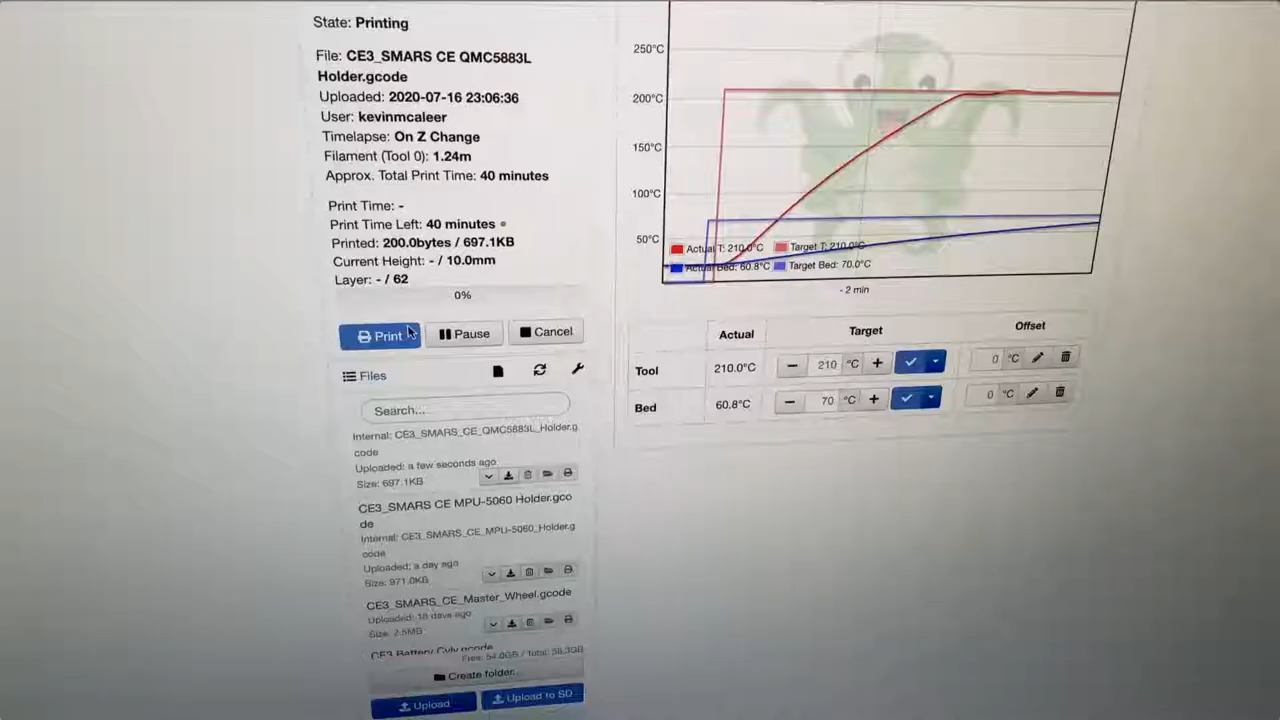 State: Printing
File: CE3_SMARS CE QMC5883L
Holder.gcode
Uploaded: 2020-07-16 23:06:36
User: kevinmcaleer
Timelapse: On Z Change
Filament (Tool 0): 1.24m
Approx. Total Print Time: 40 minutes
Print Time: -
Print Time Left: 40 minutes
Printed: 200.0bytes / 697.1KB
Current Height: - / 10.0mm
Layer: - / 62
0%
Print
Pause
Cancel
Files
Search...
Internal: CE3_SMARS_CE_QMC5883L_Holder.g
code
Uploaded: a few seconds ago
Size: 697.1KB
CE3_SMARS CE MPU-5060 Holder.gco
de
Internal: CE3_SMARS_CE_MPU-5060_Holder.g
code
Uploaded: a day ago
Size: 971.0KB
CE3_SMARS_CE_Master_Wheel.gcode
Uploaded: 18 days ago
Size: 2.5MB
Create folder...
Upload
Upload to SD
250°C
200°C
150°C
100°C
50°C
Actual T: 210.0°C
Target T: 210.0°C
Actual Bed: 60.8°C
Target Bed: 70.0°C
- 2 min
Actual
Target
Offset
Tool
210.0°C
210 °C
0 °C
Bed
60.8°C
70 °C
0 °C